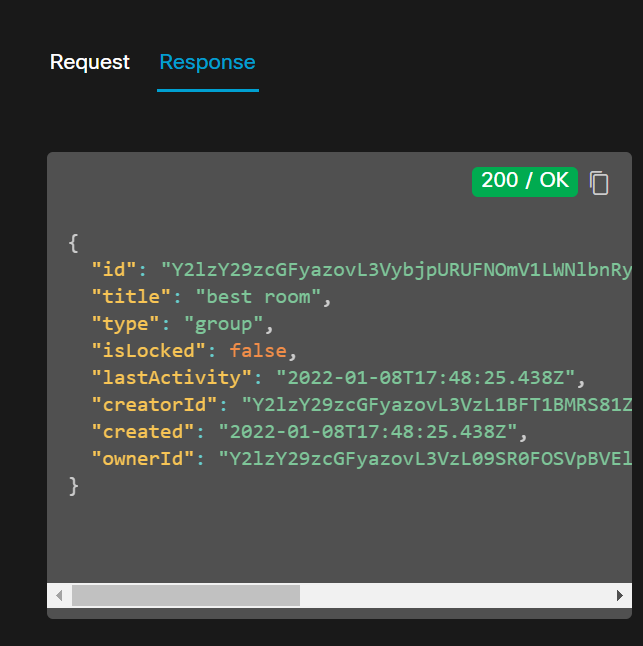 Request Response
200 / OK
{
"id": "Y2lzY29zcGFyazovL3VybjpURUFNOmV1LWNlbnRy
"title": "best room",
"type": "group",
"isLocked": false,
"lastActivity": "2022-01-08T17:48:25.438Z",
"creatorId": "Y2lzY29zcGFyazovL3VzL1BFT1BMRS81Z
"created": "2022-01-08T17:48:25.438Z",
"ownerId": "Y2lzY29zcGFyazovL3VzL09SR0FOSVpBVEl
}